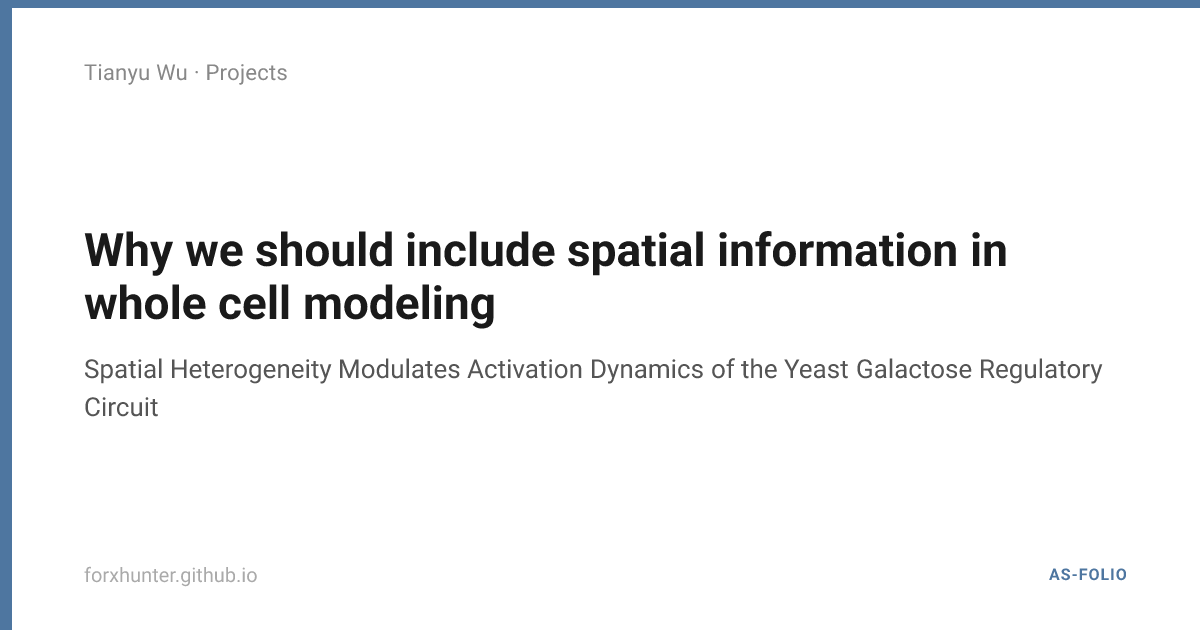 Tianyu Wu · Projects
Why we should include spatial information in
whole cell modeling
Spatial Heterogeneity Modulates Activation Dynamics of the Yeast Galactose Regulatory
Circuit
forxhunter.github.io
AS-FOLIO